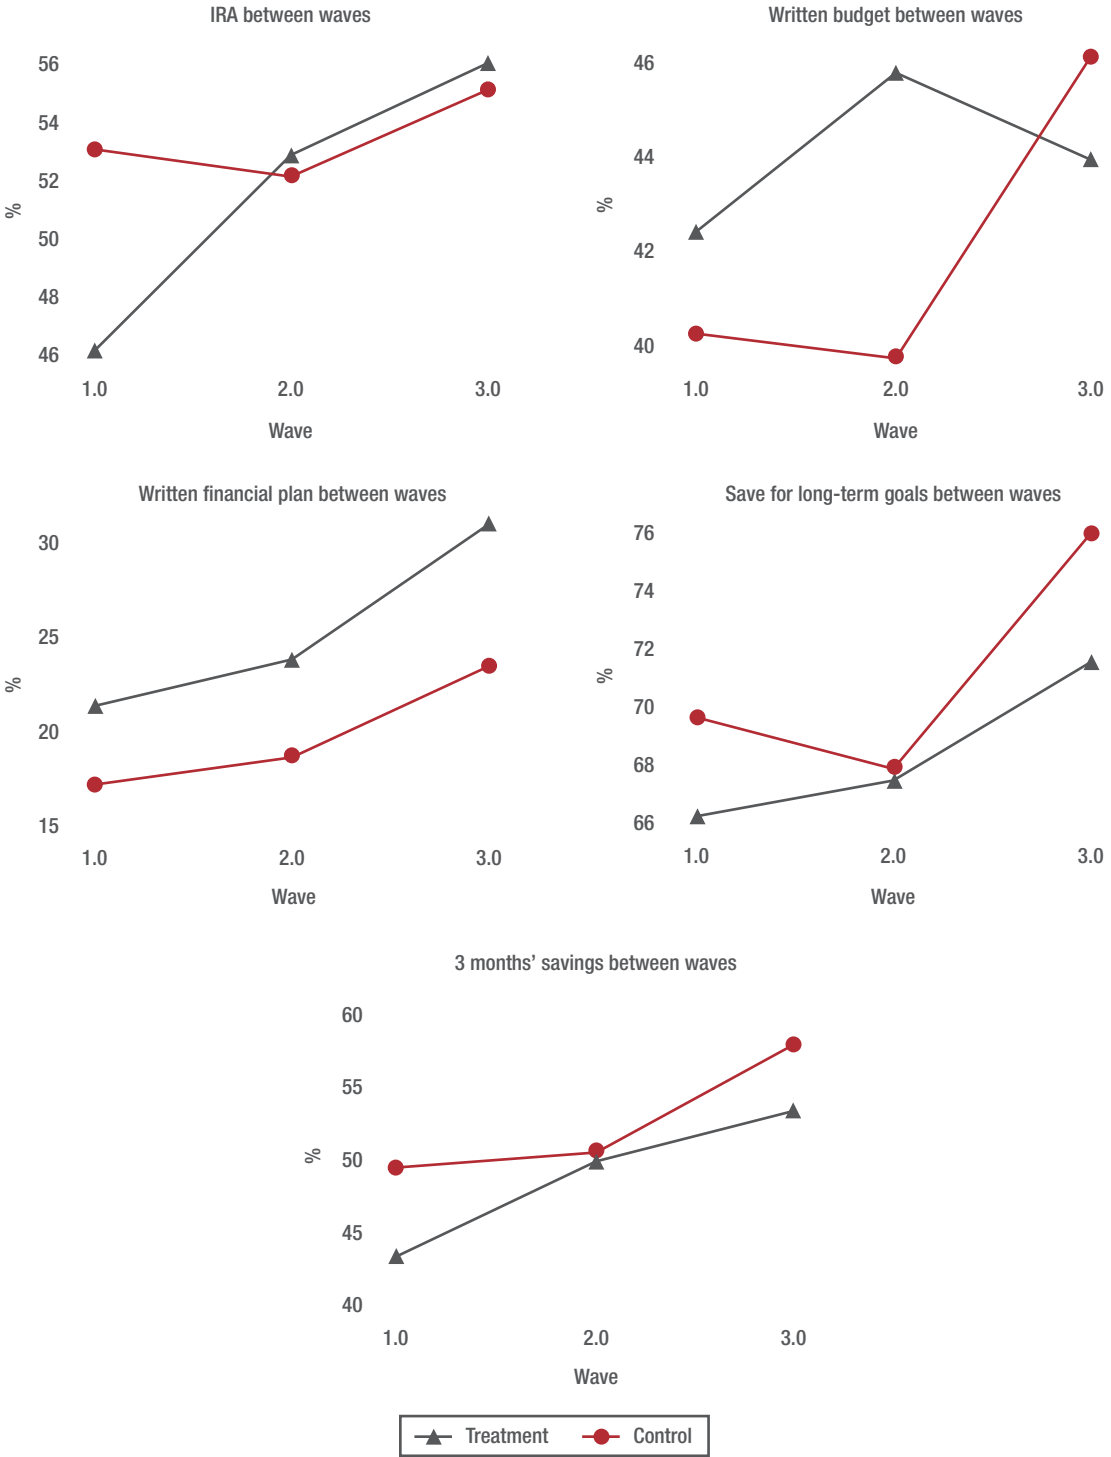 IRA between waves
56
54
52
50
48
46
%
1.0 2.0 3.0
Wave
Written budget between waves
46
44
42
40
%
1.0 2.0 3.0
Wave
Written financial plan between waves
30
25
20
15
%
1.0 2.0 3.0
Wave
Save for long-term goals between waves
76
74
72
70
68
66
%
1.0 2.0 3.0
Wave
3 months’ savings between waves
60
55
50
45
40
%
1.0 2.0 3.0
Wave
Treatment Control